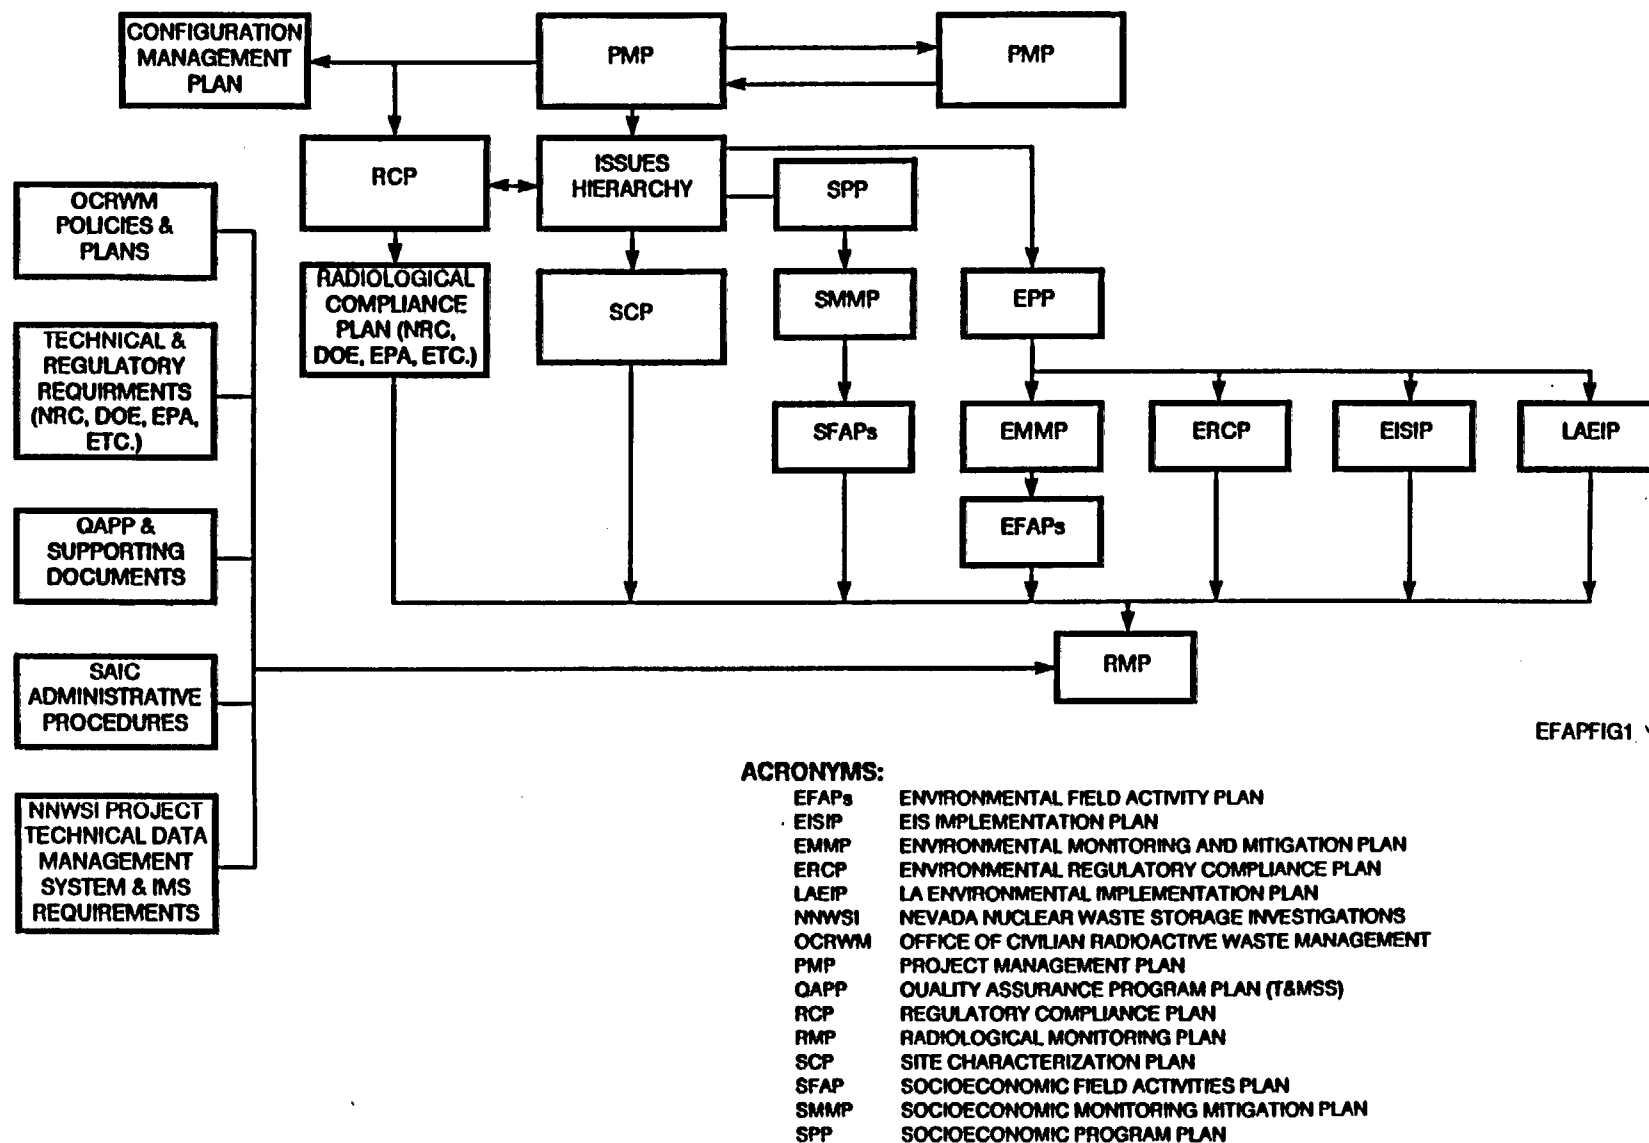 CONFIGURATION
MANAGEMENT
PLAN
PMP
PMP
RCP
ISSUES
HIERARCHY
SPP
OCRWM
POLICIES &
PLANS
RADIOLOGICAL
COMPLIANCE
PLAN (NRC,
DOE, EPA, ETC.)
SCP
SMMP
EPP
TECHNICAL &
REGULATORY
REQUIRMENTS
(NRC, DOE, EPA,
ETC.)
SFAPs
EMMP
ERCP
EISIP
LAEIP
QAPP &
SUPPORTING
DOCUMENTS
EFAPs
SAIC
ADMINISTRATIVE
PROCEDURES
RMP
NNWSI PROJECT
TECHNICAL DATA
MANAGEMENT
SYSTEM & IMS
REQUIREMENTS
EFAPFIG1
ACRONYMS:
EFAPs ENVIRONMENTAL FIELD ACTIVITY PLAN
EISIP EIS IMPLEMENTATION PLAN
EMMP ENVIRONMENTAL MONITORING AND MITIGATION PLAN
ERCP ENVIRONMENTAL REGULATORY COMPLIANCE PLAN
LAEIP LA ENVIRONMENTAL IMPLEMENTATION PLAN
NNWSI NEVADA NUCLEAR WASTE STORAGE INVESTIGATIONS
OCRWM OFFICE OF CIVILIAN RADIOACTIVE WASTE MANAGEMENT
PMP PROJECT MANAGEMENT PLAN
QAPP QUALITY ASSURANCE PROGRAM PLAN (T&MSS)
RCP REGULATORY COMPLIANCE PLAN
RMP RADIOLOGICAL MONITORING PLAN
SCP SITE CHARACTERIZATION PLAN
SFAP SOCIOECONOMIC FIELD ACTIVITIES PLAN
SMMP SOCIOECONOMIC MONITORING MITIGATION PLAN
SPP SOCIOECONOMIC PROGRAM PLAN